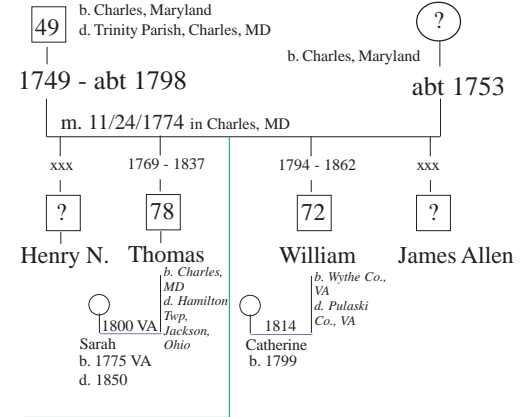 49
b. Charles, Maryland
d. Trinity Parish, Charles, MD
?
b. Charles, Maryland
1749 - abt 1798
abt 1753
m. 11/24/1774 in Charles, MD
xxx
1769 - 1837
1794 - 1862
xxx
?
78
72
?
Henry N.
Thomas
William
James Allen
b. Charles,
MD
d. Hamilton
Twp,
Jackson,
Ohio
b. Wythe Co.,
VA
d. Pulaski
Co., VA
1800 VA
Sarah
b. 1775 VA
d. 1850
1814
Catherine
b. 1799